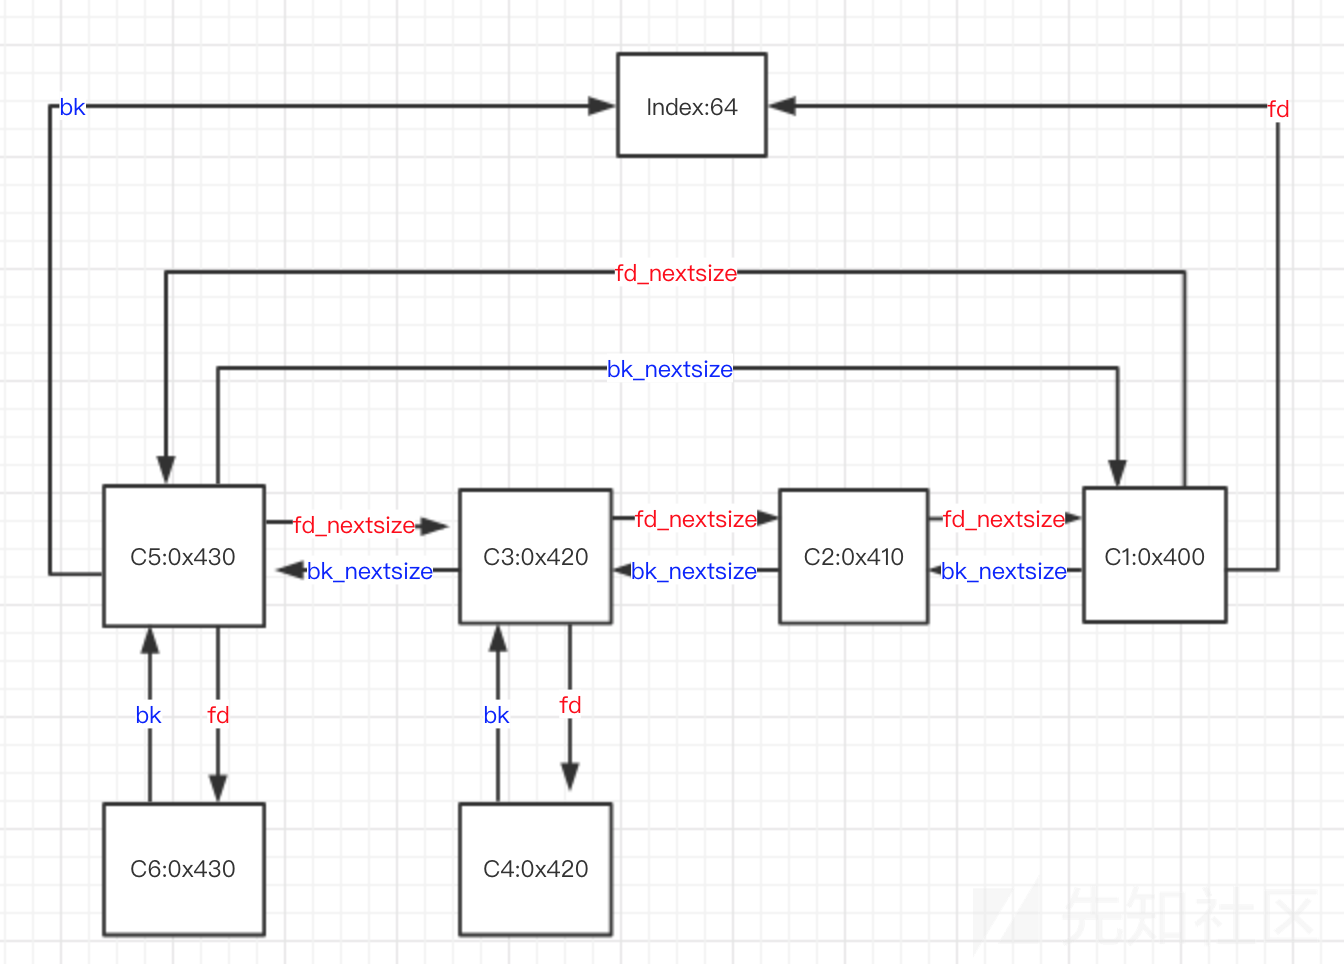 bk
Index:64
fd
fd_nextsize
bk_nextsize
C5:0x430
fd_nextsize
bk_nextsize
C3:0x420
fd_nextsize
bk_nextsize
C2:0x410
fd_nextsize
bk_nextsize
C1:0x400
bk
fd
bk
fd
C6:0x430
C4:0x420
先知社区